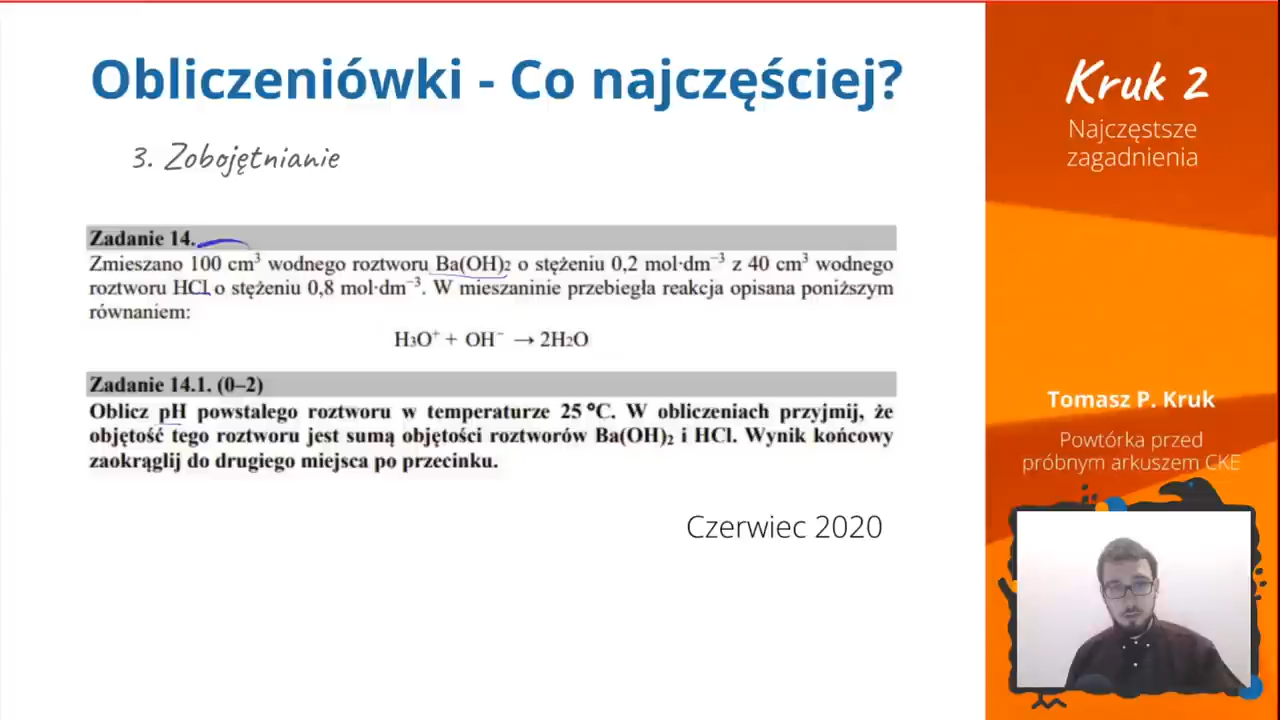 Obliczeniówki - Co najczęściej?
3. Zobojętnianie
Zadanie 14.
Zmieszano 100 cm³ wodnego roztworu Ba(OH)₂ o stężeniu 0,2 mol·dm⁻³ z 40 cm³ wodnego
roztworu HCl o stężeniu 0,8 mol·dm⁻³. W mieszaninie przebiegła reakcja opisana poniższym
równaniem:
H₃O⁺ + OH⁻ → 2H₂O
Zadanie 14.1. (0–2)
Oblicz pH powstałego roztworu w temperaturze 25 °C. W obliczeniach przyjmij, że
objętość tego roztworu jest sumą objętości roztworów Ba(OH)₂ i HCl. Wynik końcowy
zaokrąglij do drugiego miejsca po przecinku.
Czerwiec 2020
Kruk 2
Najczęstsze
zagadnienia
Tomasz P. Kruk
Powtórka przed
próbnym arkuszem CKE